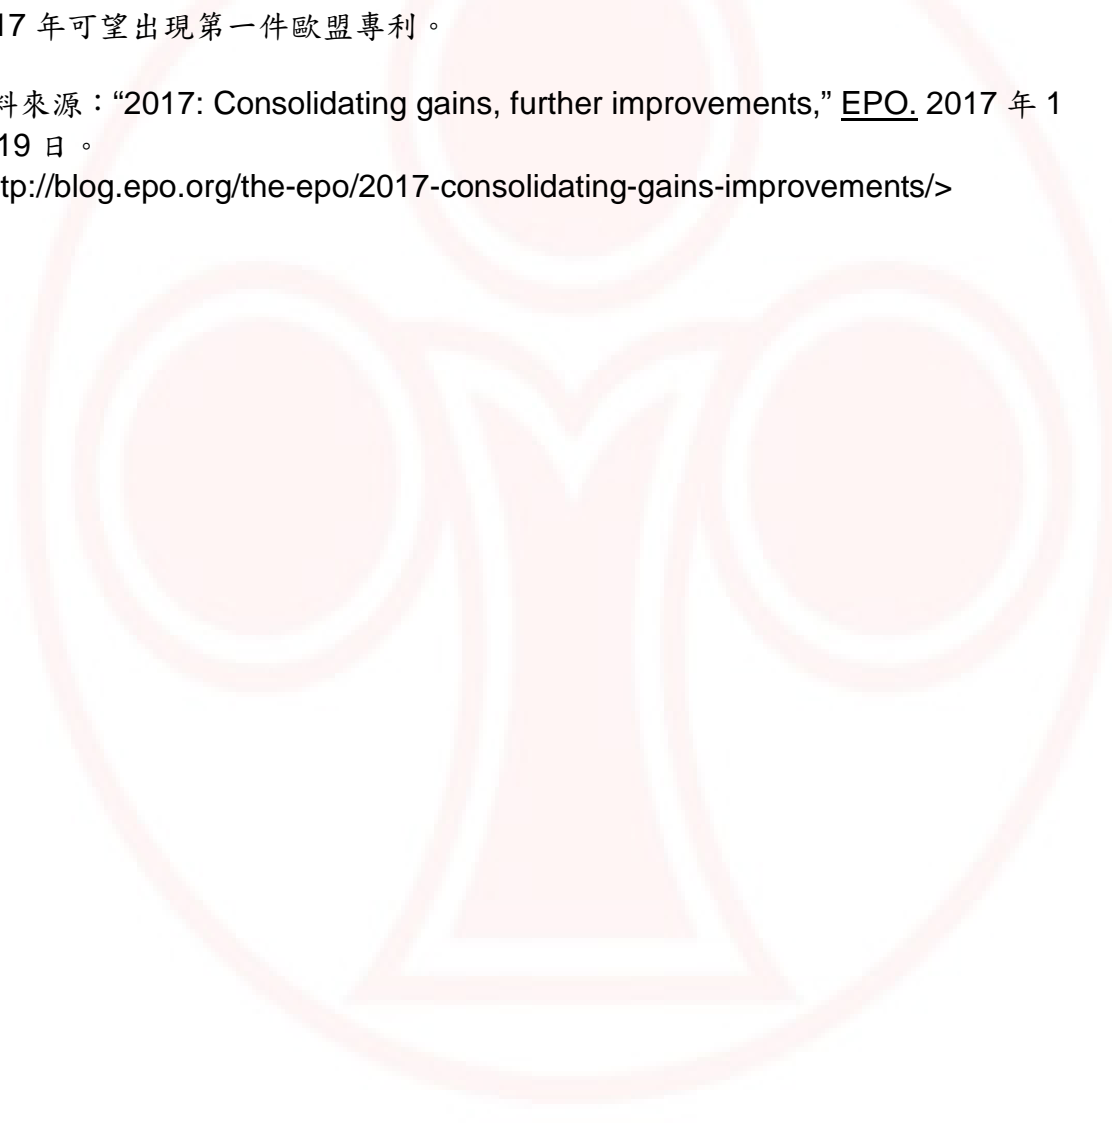 17 年可望出現第一件歐盟專利。
料來源：“2017: Consolidating gains, further improvements,” EPO. 2017 年 1
19 日。
tp://blog.epo.org/the-epo/2017-consolidating-gains-improvements/>